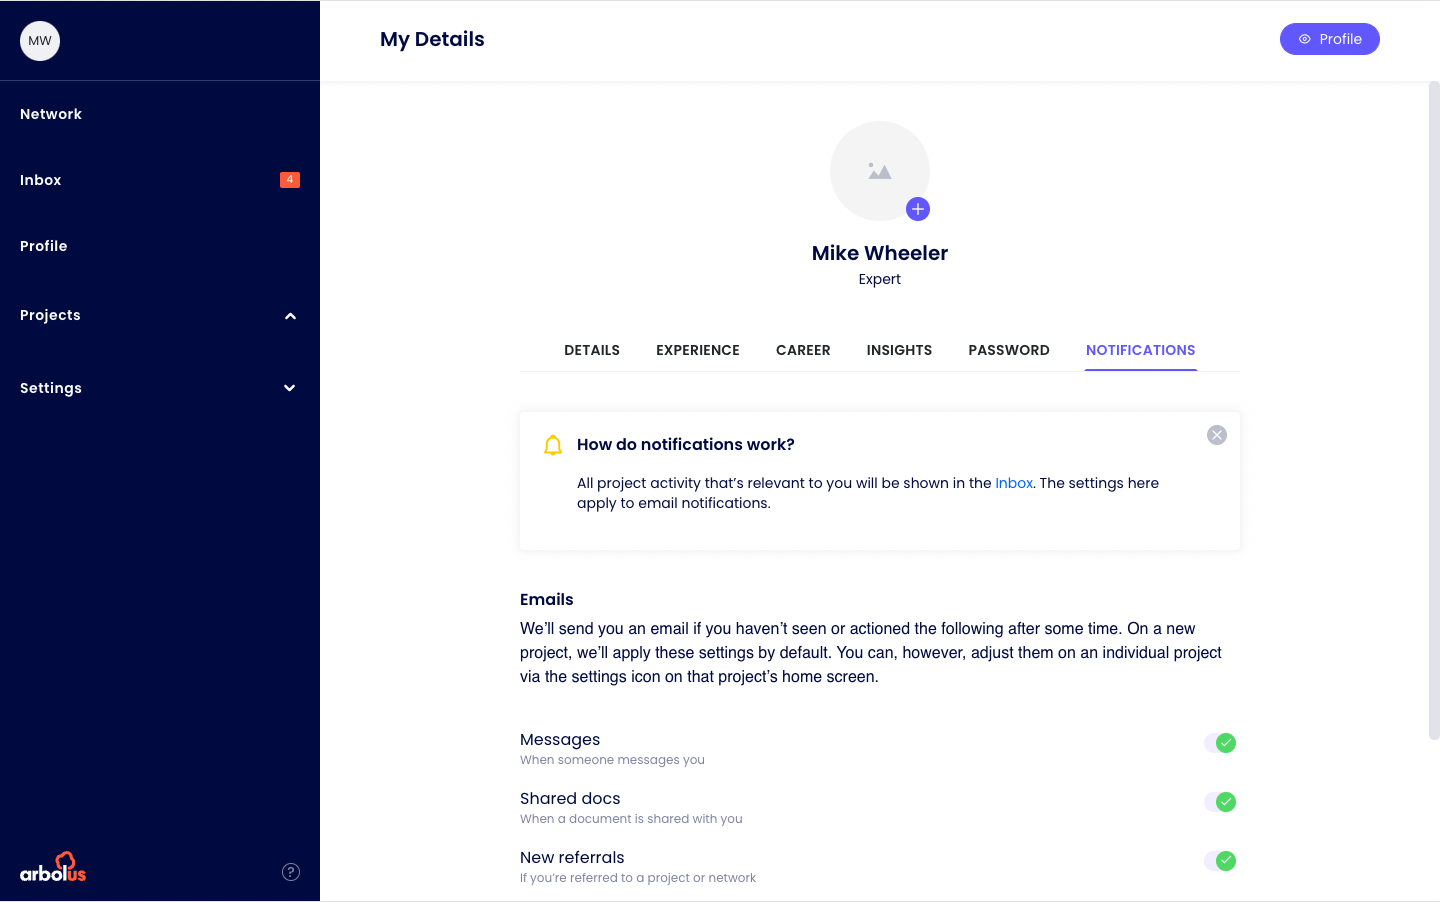 MW
My Details
Profile
Network
Inbox 4
Profile
Projects
Settings
Mike Wheeler
Expert
DETAILS EXPERIENCE CAREER INSIGHTS PASSWORD NOTIFICATIONS
How do notifications work?
All project activity that’s relevant to you will be shown in the Inbox. The settings here
apply to email notifications.
Emails
We’ll send you an email if you haven’t seen or actioned the following after some time. On a new
project, we’ll apply these settings by default. You can, however, adjust them on an individual project
via the settings icon on that project’s home screen.
Messages
When someone messages you
Shared docs
When a document is shared with you
New referrals
If you’re referred to a project or network
arbolus
?